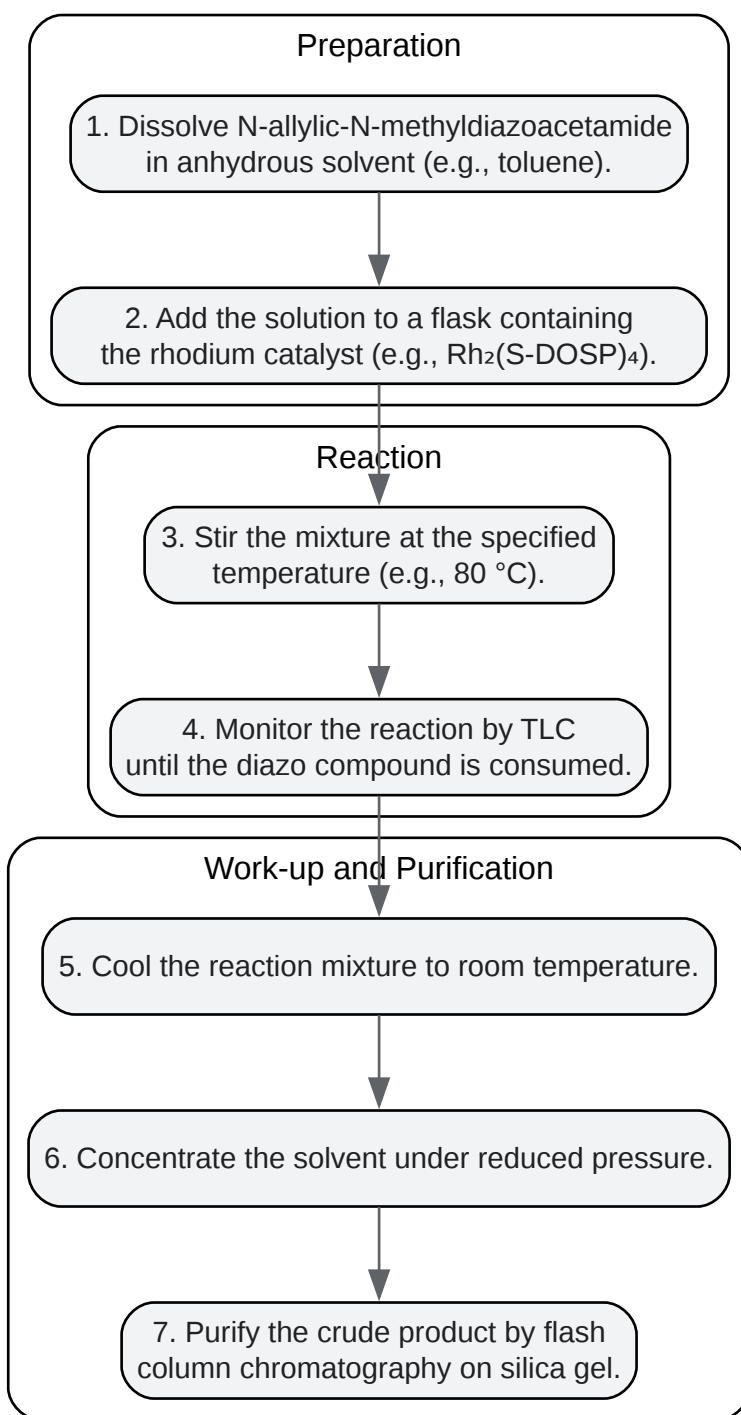 Preparation
1. Dissolve N-allylic-N-methyldiazoacetamide
in anhydrous solvent (e.g., toluene).
2. Add the solution to a flask containing
the rhodium catalyst (e.g., Rh₂(S-DOSP)₄).
Reaction
3. Stir the mixture at the specified
temperature (e.g., 80 °C).
4. Monitor the reaction by TLC
until the diazo compound is consumed.
Work-up and Purification
5. Cool the reaction mixture to room temperature.
6. Concentrate the solvent under reduced pressure.
7. Purify the crude product by flash
column chromatography on silica gel.